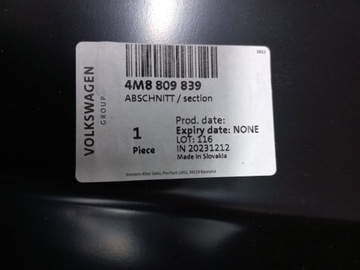 VOLKSWAGEN
GROUP
4M8 809 839
ABSCHNITT / section
1
Piece
Prod. date:
Expiry date: NONE
LOT: 116
IN 20231212
Made in Slovakia